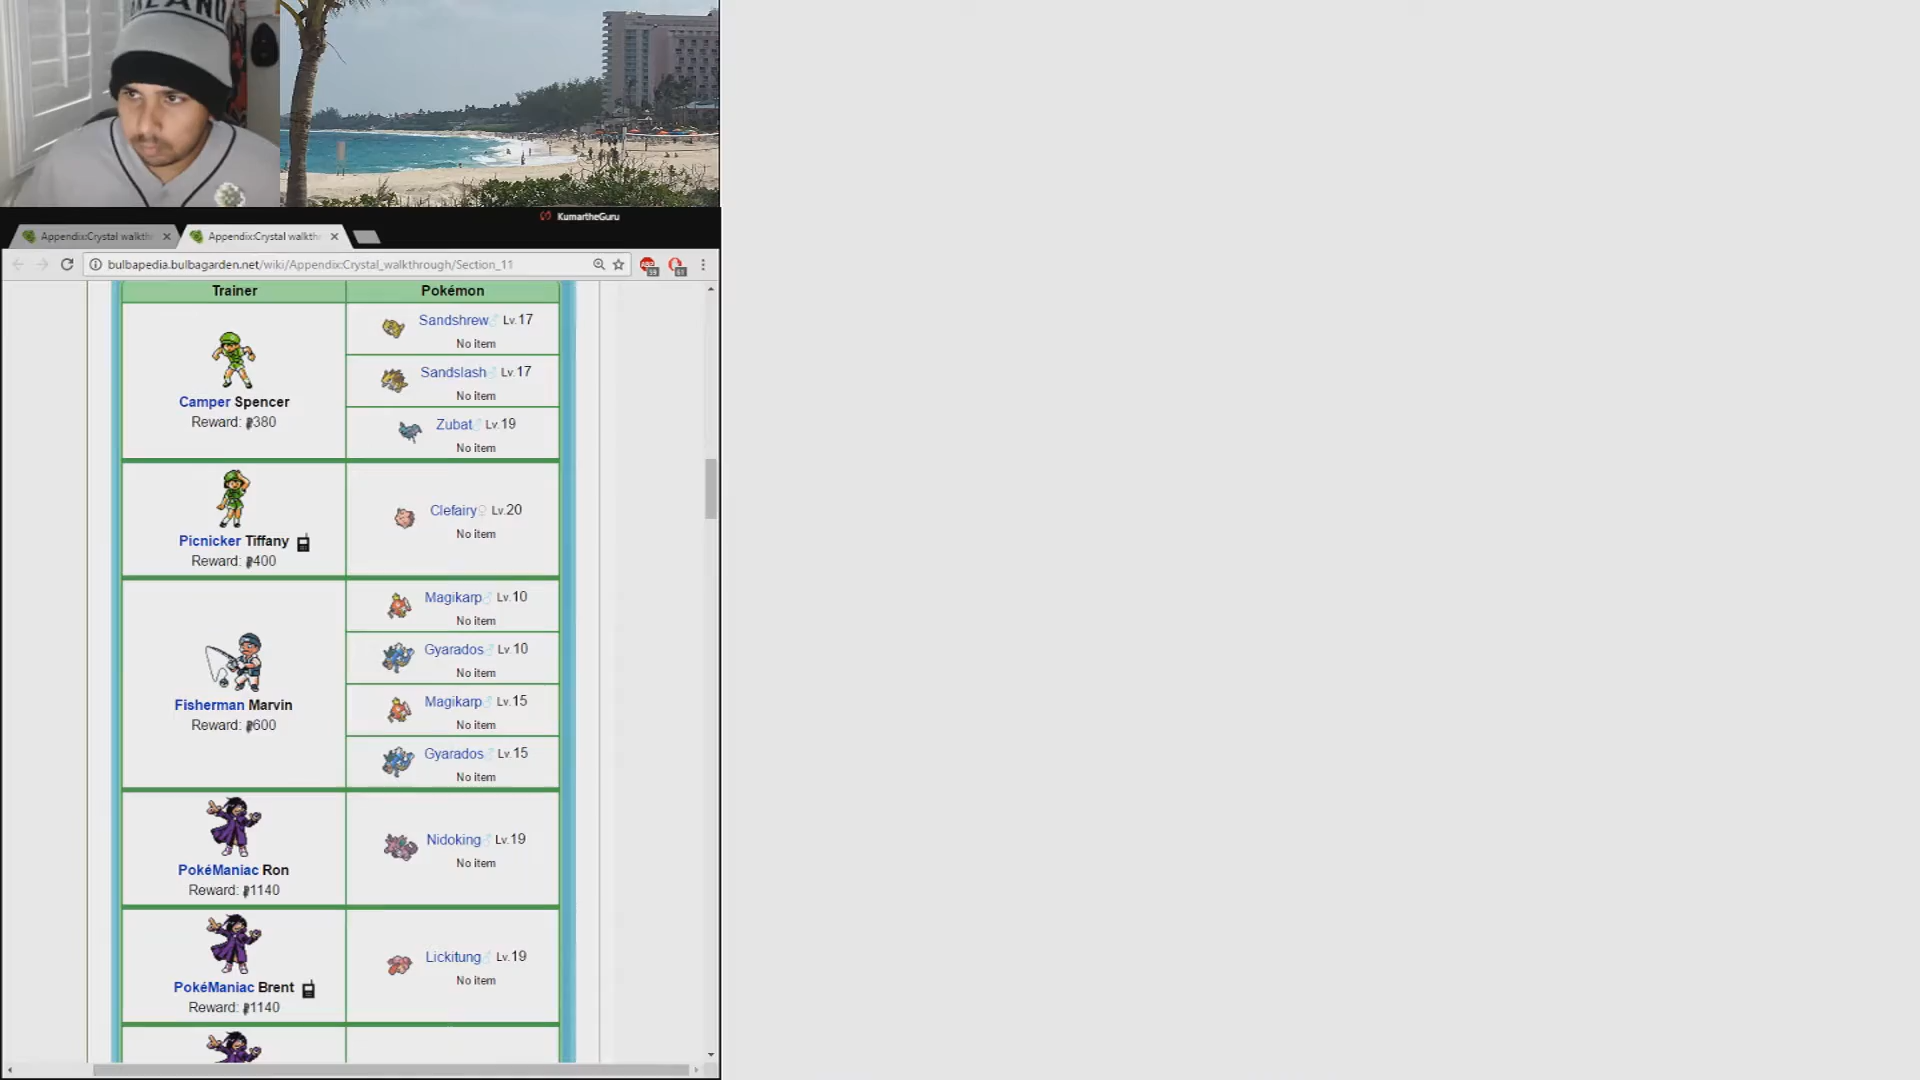 KumartheGuru
Appendix:Crystal walkth
Appendix:Crystal walkth
bulbapedia.bulbagarden.net/wiki/Appendix:Crystal_walkthrough/Section_11
Trainer Pokémon
Sandshrew♂ Lv.17
No item
Sandslash♂ Lv.17
No item
Camper Spencer
Reward: 380
Zubat♂ Lv.19
No item
Clefairy♀ Lv.20
No item
Picnicker Tiffany
Reward: 400
Magikarp♂ Lv.10
No item
Gyarados♂ Lv.10
No item
Magikarp♂ Lv.15
No item
Fisherman Marvin
Reward: 600
Gyarados♂ Lv.15
No item
Nidoking♂ Lv.19
No item
PokéManiac Ron
Reward: 1140
Lickitung♂ Lv.19
No item
PokéManiac Brent
Reward: 1140